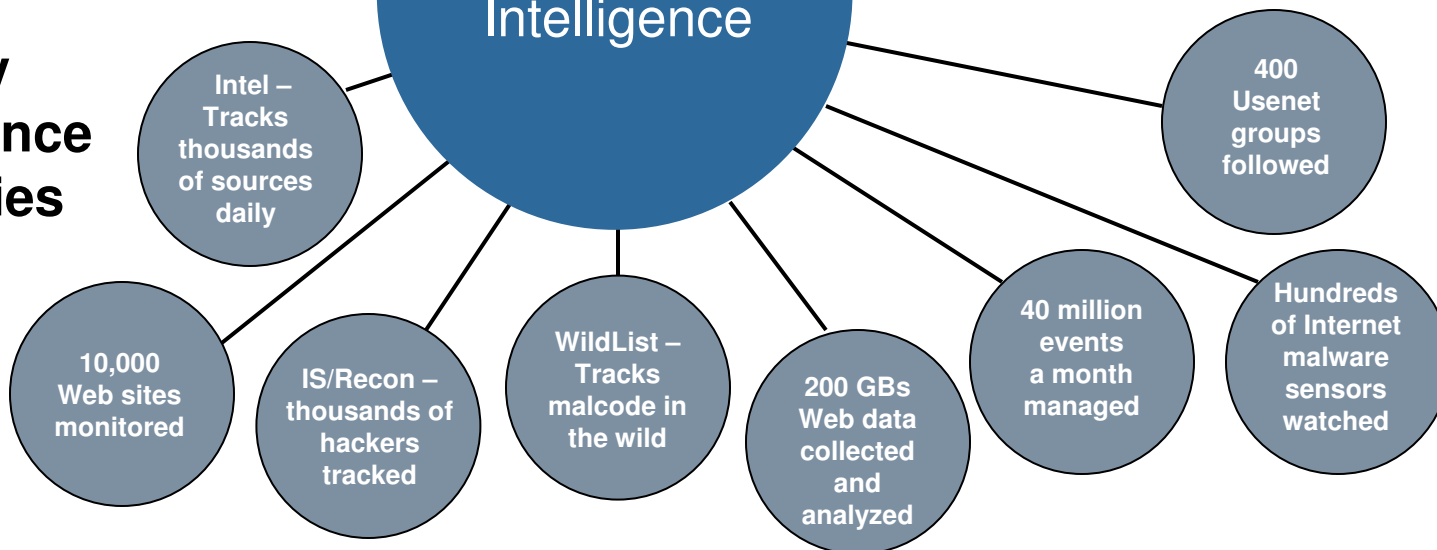 Intelligence
y
nce
ies
Intel –
Tracks
thousands
of sources
daily
400
Usenet
groups
followed
10,000
Web sites
monitored
IS/Recon –
thousands of
hackers
tracked
WildList –
Tracks
malcode in
the wild
200 GBs
Web data
collected
and
analyzed
40 million
events
a month
managed
Hundreds
of Internet
malware
sensors
watched